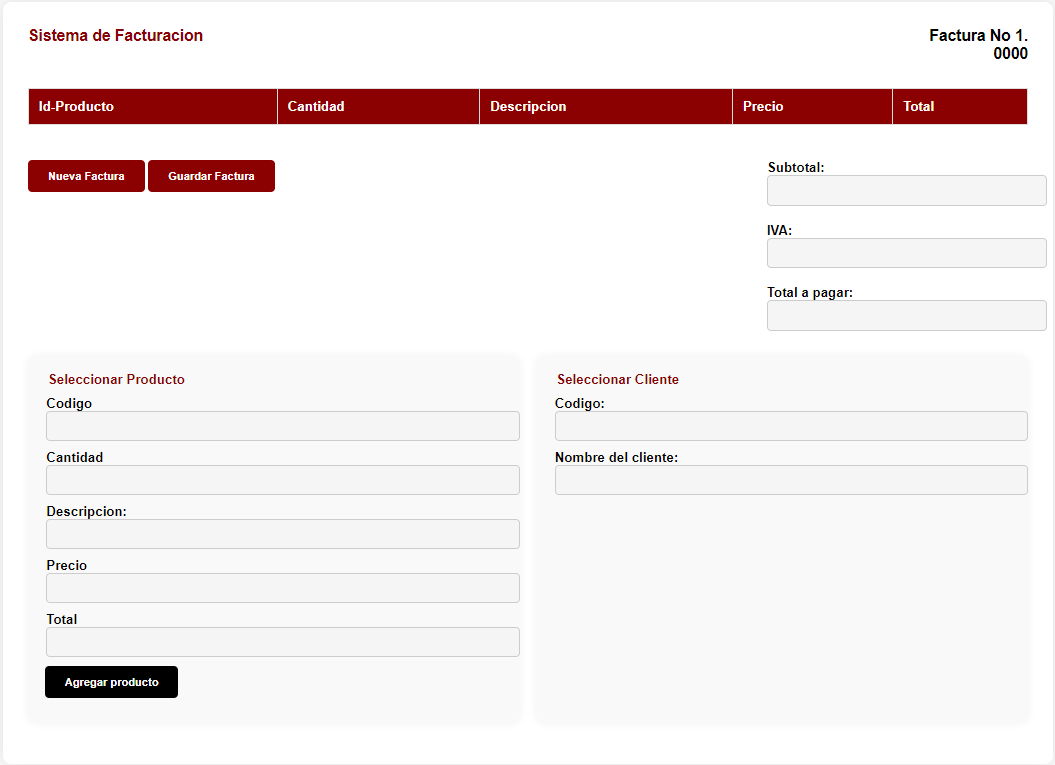 Sistema de Facturacion
Factura No 1.
0000
Id-Producto Cantidad Descripcion Precio Total
Nueva Factura Guardar Factura
Subtotal:
IVA:
Total a pagar:
Seleccionar Producto
Codigo
Cantidad
Descripcion:
Precio
Total
Agregar producto
Seleccionar Cliente
Codigo:
Nombre del cliente: